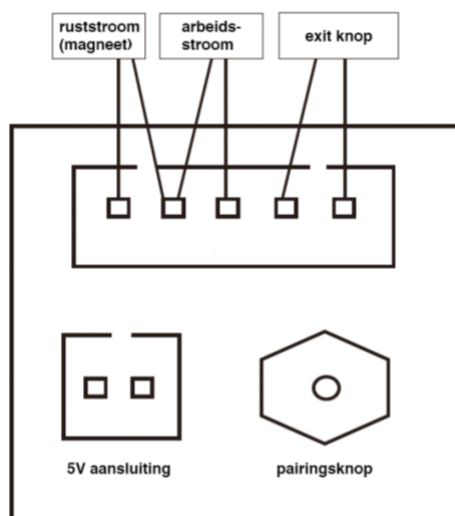 ruststroom
(magneet)
arbeids-
stroom
exit knop
5V aansluiting
pairingsknop